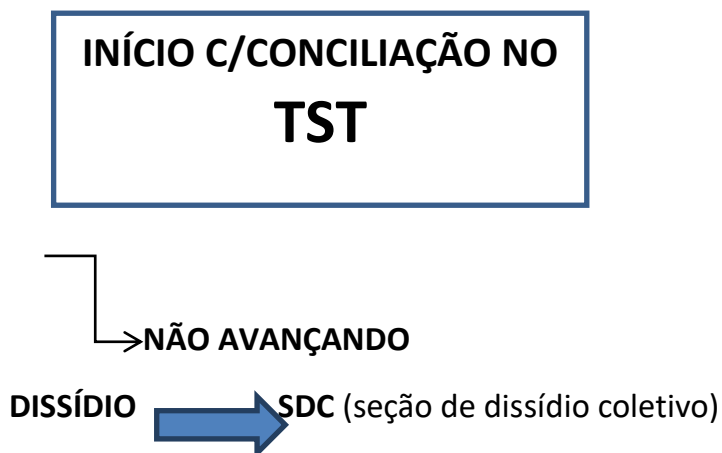 INÍCIO C/CONCILIAÇÃO NO
TST
NÃO AVANÇANDO
DISSÍDIO SDC (seção de dissídio coletivo)